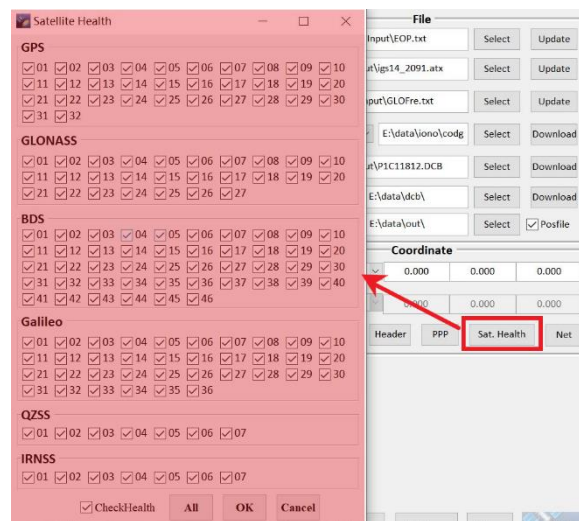 Satellite Health
GPS
01 02 03 04 05 06 07 08 09 10
11 12 13 14 15 16 17 18 19 20
21 22 23 24 25 26 27 28 29 30
31 32
GLONASS
01 02 03 04 05 06 07 08 09 10
11 12 13 14 15 16 17 18 19 20
21 22 23 24 25 26 27
BDS
01 02 03 04 05 06 07 08 09 10
11 12 13 14 15 16 17 18 19 20
21 22 23 24 25 26 27 28 29 30
31 32 33 34 35 36 37 38 39 40
41 42 43 44 45 46
Galileo
01 02 03 04 05 06 07 08 09 10
11 12 13 14 15 16 17 18 19 20
21 22 23 24 25 26 27 28 29 30
31 32 33 34 35 36
QZSS
01 02 03 04 05 06 07
IRNSS
01 02 03 04 05 06 07
CheckHealth All OK Cancel
File
Input\EOP.txt Select Update
ut\igs14_2091.atx Select Update
nput\GLOFre.txt Select Update
E:\data\iono\codg Select Download
ut\P1C11812.DCB Select Download
E:\data\dcb\ Select Download
E:\data\out\ Select Posfile
Coordinate
0.000 0.000 0.000
0.000 0.000 0.000
Header PPP Sat. Health Net